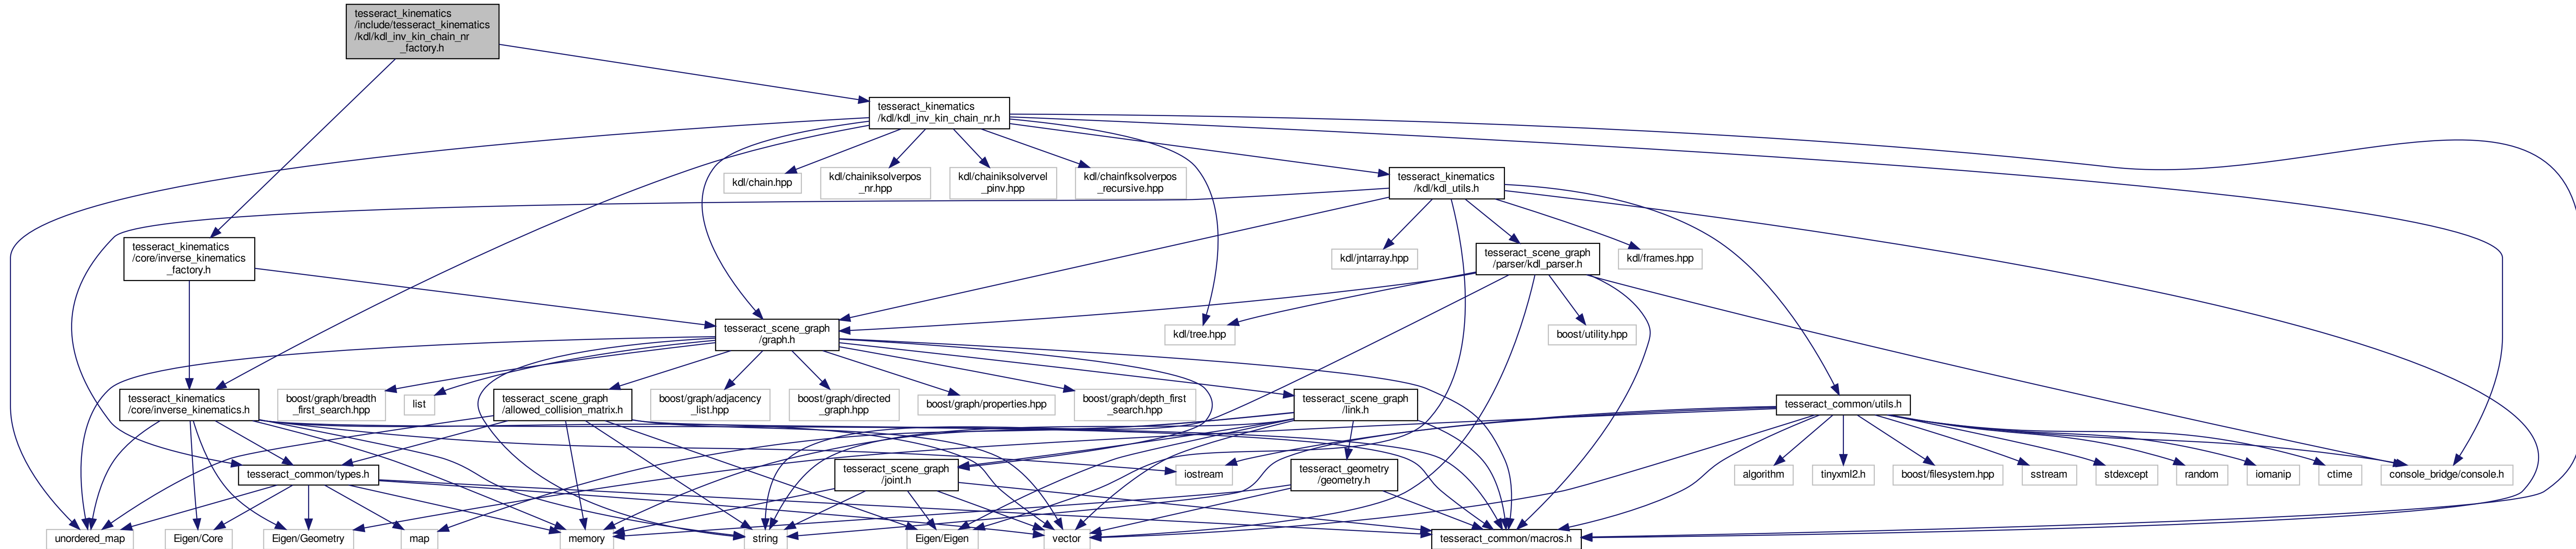 tesseract_kinematics
/include/tesseract_kinematics
/kdl/kdl_inv_kin_chain_nr
_factory.h
tesseract_kinematics
/kdl/kdl_inv_kin_chain_nr.h
kdl/chain.hpp
kdl/chainiksolverpos
_nr.hpp
kdl/chainiksolvervel
_pinv.hpp
kdl/chainfksolverpos
_recursive.hpp
tesseract_kinematics
/kdl/kdl_utils.h
tesseract_kinematics
/core/inverse_kinematics
_factory.h
kdl/jntarray.hpp
tesseract_scene_graph
/parser/kdl_parser.h
kdl/frames.hpp
tesseract_scene_graph
/graph.h
kdl/tree.hpp
boost/utility.hpp
tesseract_kinematics
/core/inverse_kinematics.h
boost/graph/breadth
_first_search.hpp
list
tesseract_scene_graph
/allowed_collision_matrix.h
boost/graph/adjacency
_list.hpp
boost/graph/directed
_graph.hpp
boost/graph/properties.hpp
boost/graph/depth_first
_search.hpp
tesseract_scene_graph
/link.h
tesseract_common/utils.h
tesseract_common/types.h
tesseract_scene_graph
/joint.h
iostream
tesseract_geometry
/geometry.h
algorithm
tinyxml2.h
boost/filesystem.hpp
sstream
stdexcept
random
iomanip
ctime
console_bridge/console.h
unordered_map
Eigen/Core
Eigen/Geometry
map
memory
string
Eigen/Eigen
vector
tesseract_common/macros.h